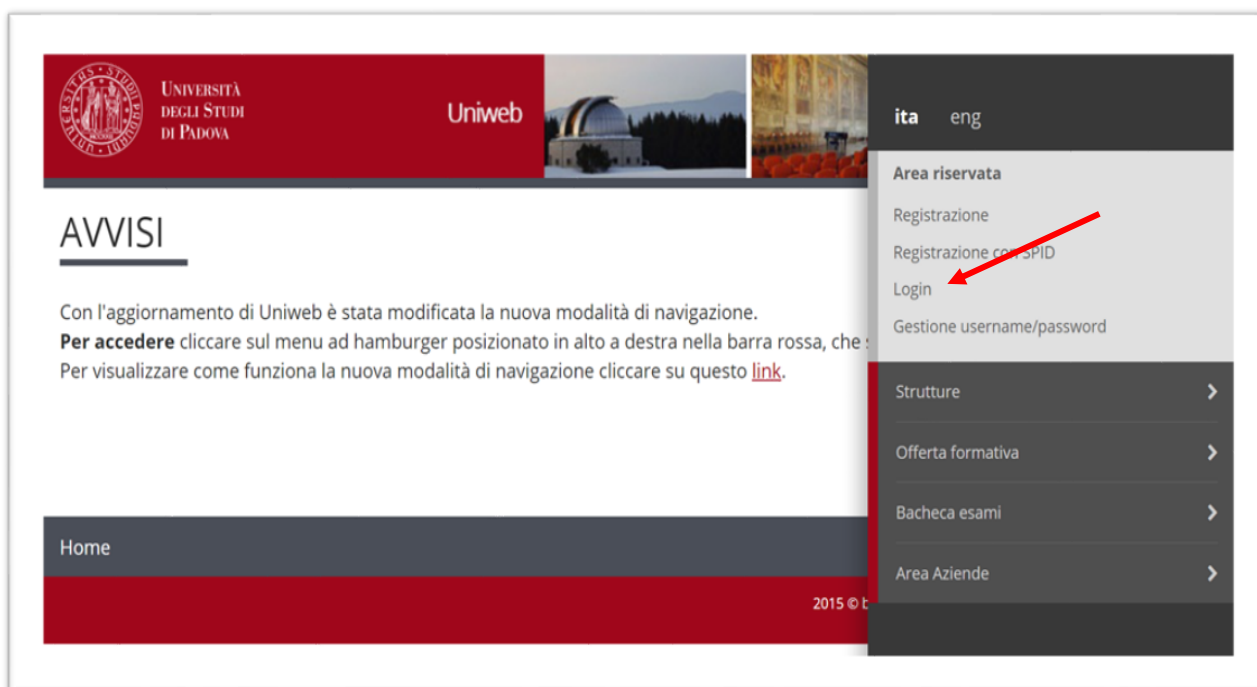 UNIVERSITÀ
DEGLI STUDI
DI PADOVA
Uniweb
ita eng
Area riservata
Registrazione
Registrazione con SPID
Login
Gestione username/password
AVVISI
Con l'aggiornamento di Uniweb è stata modificata la nuova modalità di navigazione.
Per accedere cliccare sul menu ad hamburger posizionato in alto a destra nella barra rossa, che
Per visualizzare come funziona la nuova modalità di navigazione cliccare su questo link.
Strutture
Offerta formativa
Bacheca esami
Area Aziende
Home
2015 ©